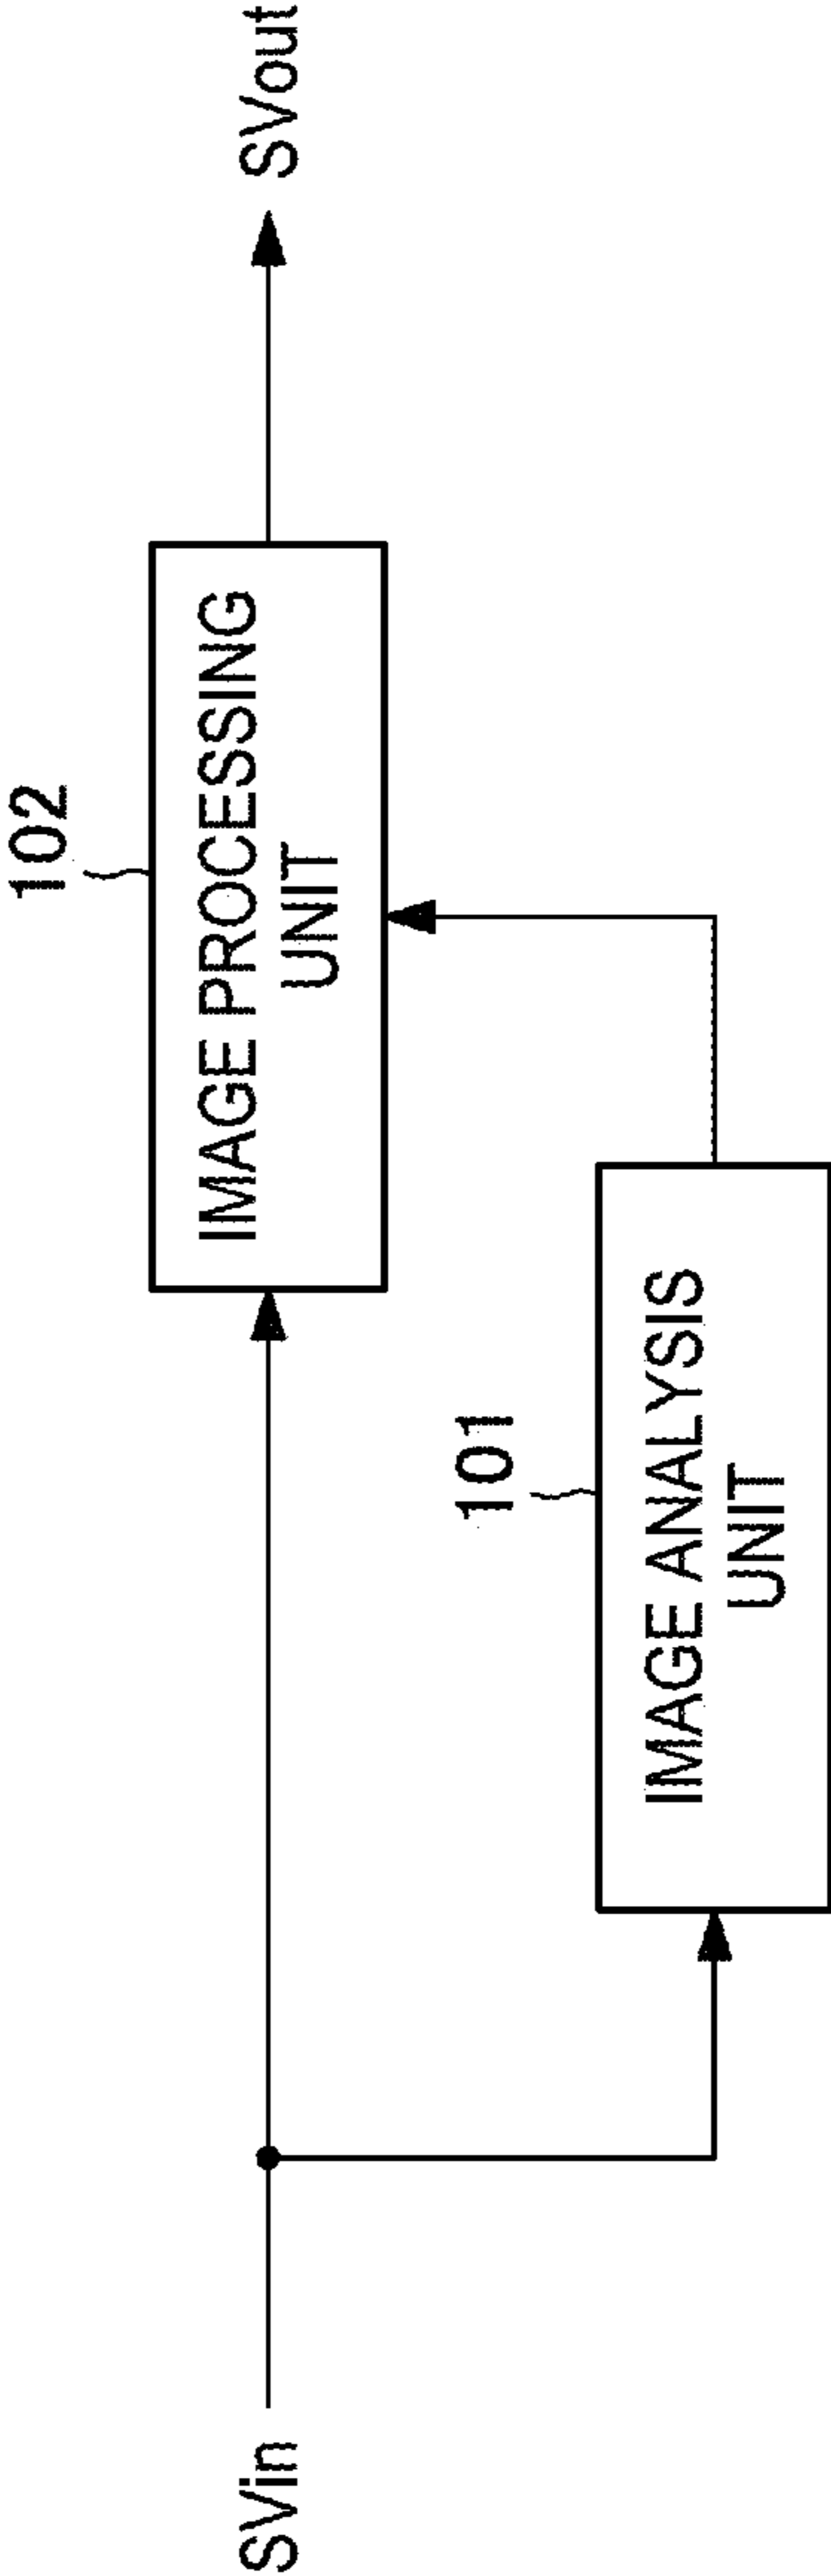 102
SVin
IMAGE PROCESSING
UNIT
SVout
101
IMAGE ANALYSIS
UNIT